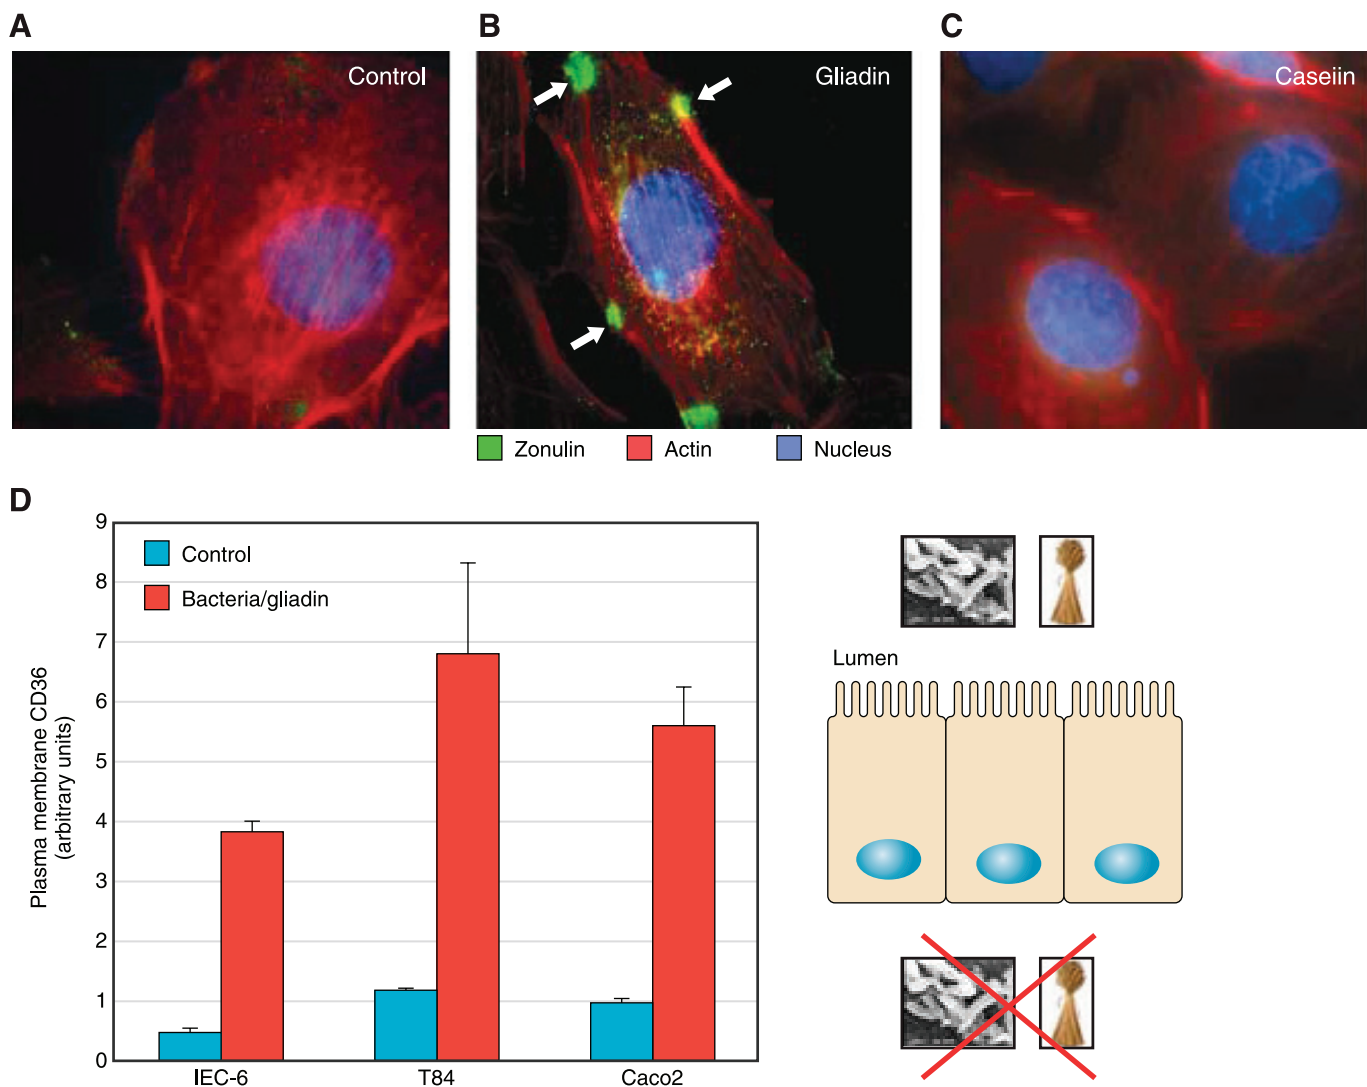 A
B
C
Control
Gliadin
Caseiin
Zonulin
Actin
Nucleus
D
9
8
7
6
5
4
3
2
1
0
Control
Bacteria/gliadin
Plasma membrane CD36
(arbitrary units)
IEC-6
T84
Caco2
Lumen